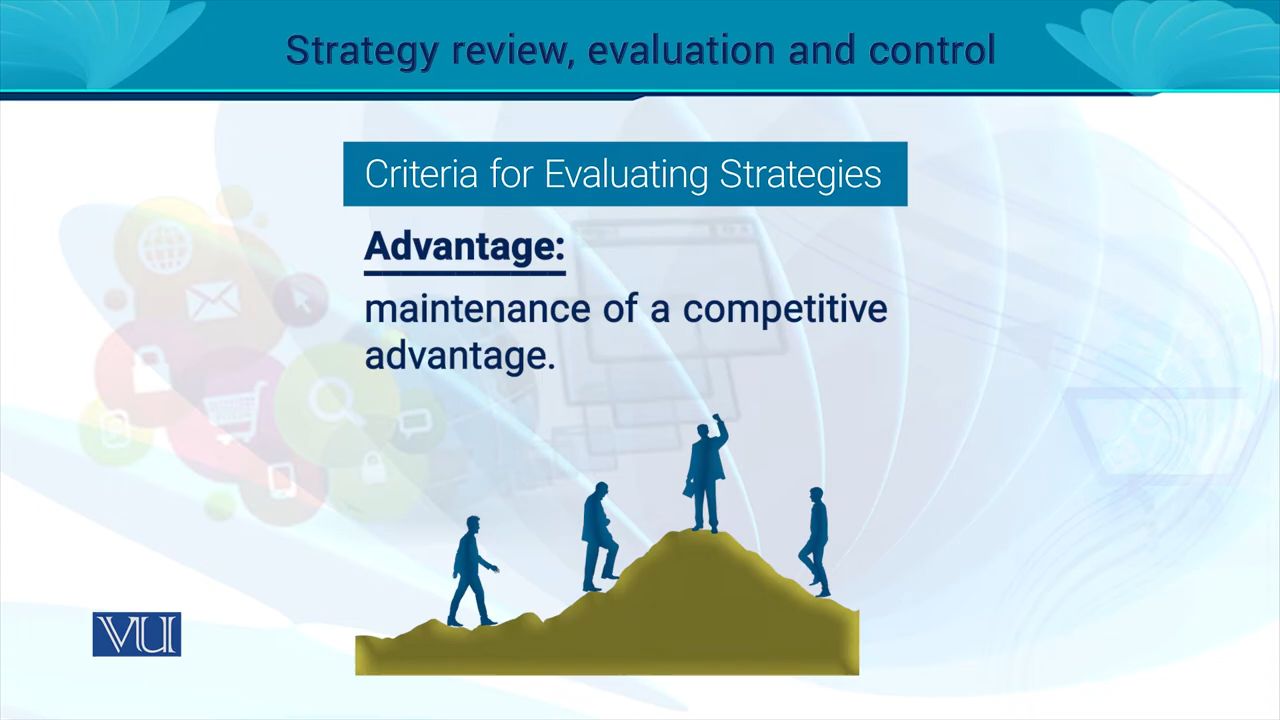 Strategy review, evaluation and control
Criteria for Evaluating Strategies
Advantage:
maintenance of a competitive
advantage.
VU